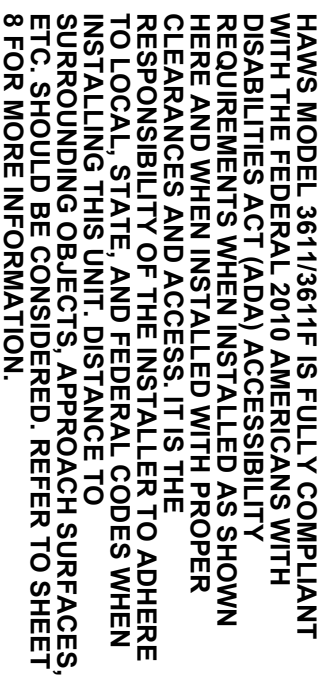 HAWS MODEL 3611/3611F IS FULLY COMPLIANT
WITH THE FEDERAL 2010 AMERICANS WITH
DISABILITIES ACT (ADA) ACCESSIBILITY
REQUIREMENTS WHEN INSTALLED AS SHOWN
HERE AND WHEN INSTALLED WITH PROPER
CLEARANCES AND ACCESS. IT IS THE
RESPONSIBILITY OF THE INSTALLER TO ADHERE
TO LOCAL, STATE, AND FEDERAL CODES WHEN
INSTALLING THIS UNIT. DISTANCE TO
SURROUNDING OBJECTS, APPROACH SURFACES,
ETC. SHOULD BE CONSIDERED. REFER TO SHEET
8 FOR MORE INFORMATION.